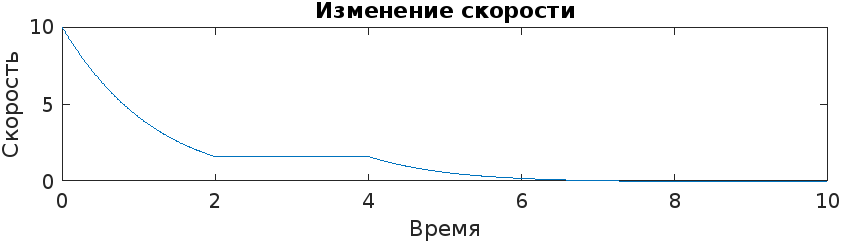 Изменение скорости
10
5
0
Скорость
0 2 4 6 8 10
Время